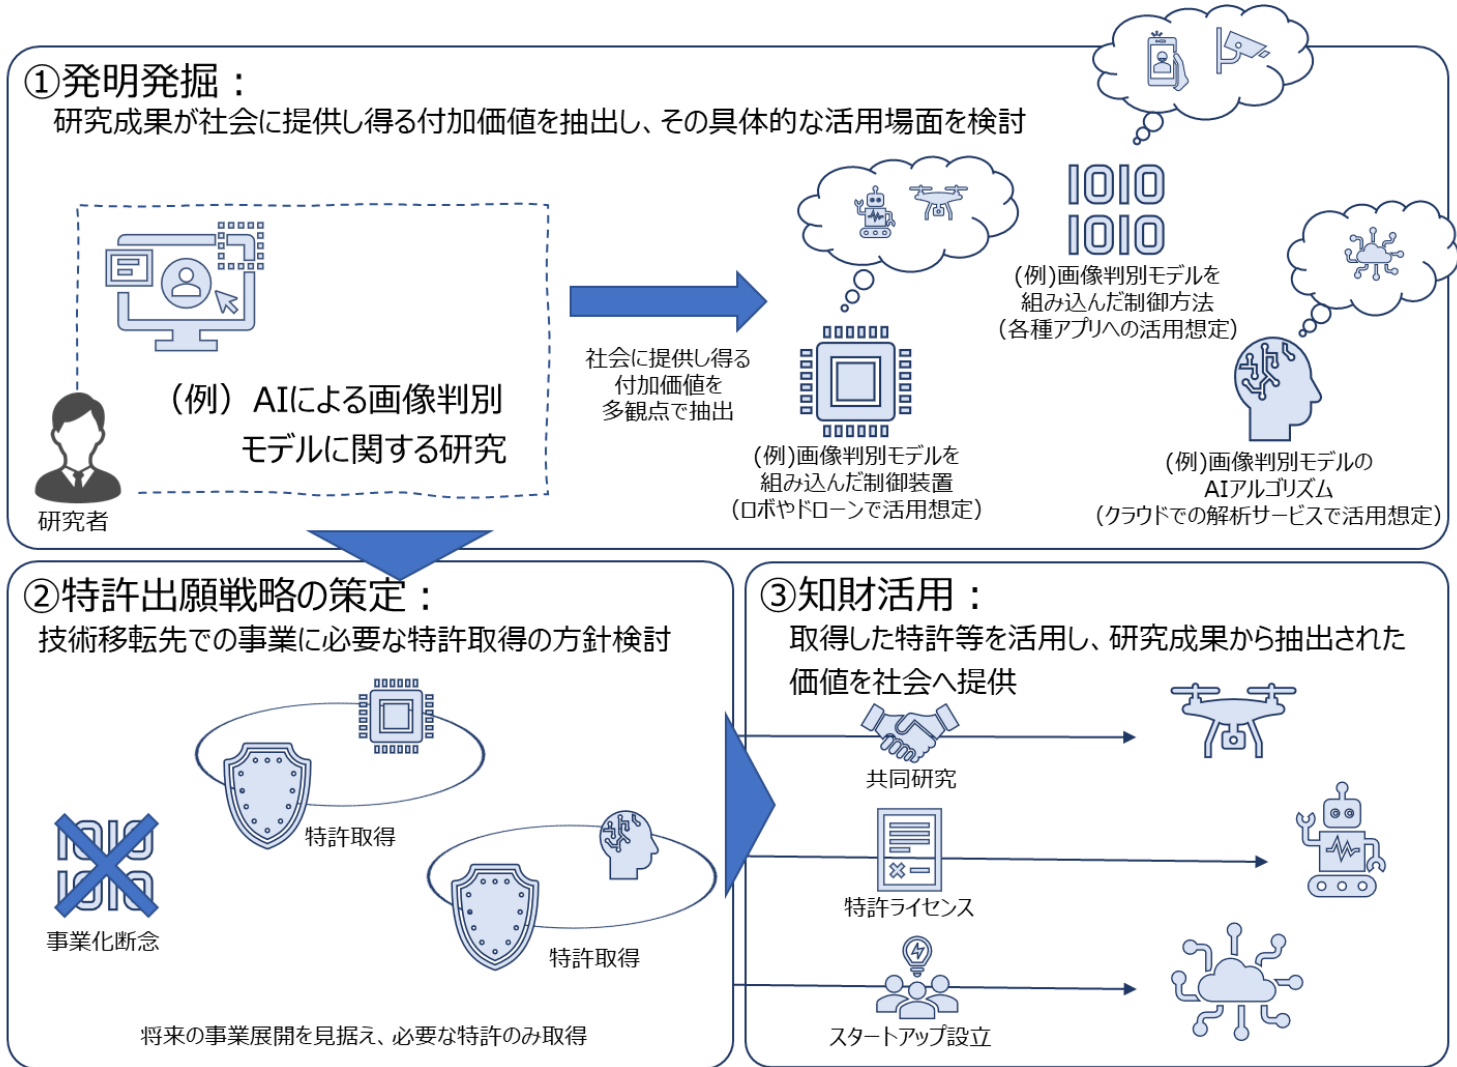 ①発明発掘：
研究成果が社会に提供し得る付加価値を抽出し、その具体的な活用場面を検討
（例）AIによる画像判別
モデルに関する研究
研究者
社会に提供し得る
付加価値を
多観点で抽出
(例)画像判別モデルを
組み込んだ制御装置
(ロボやドローンで活用想定)
1010
1010
(例)画像判別モデルを
組み込んだ制御方法
(各種アプリへの活用想定)
(例)画像判別モデルの
AIアルゴリズム
(クラウドでの解析サービスで活用想定)
②特許出願戦略の策定：
技術移転先での事業に必要な特許取得の方針検討
特許取得
1010
1010
事業化断念
特許取得
将来の事業展開を見据え、必要な特許のみ取得
③知財活用：
取得した特許等を活用し、研究成果から抽出された
価値を社会へ提供
共同研究
特許ライセンス
スタートアップ設立